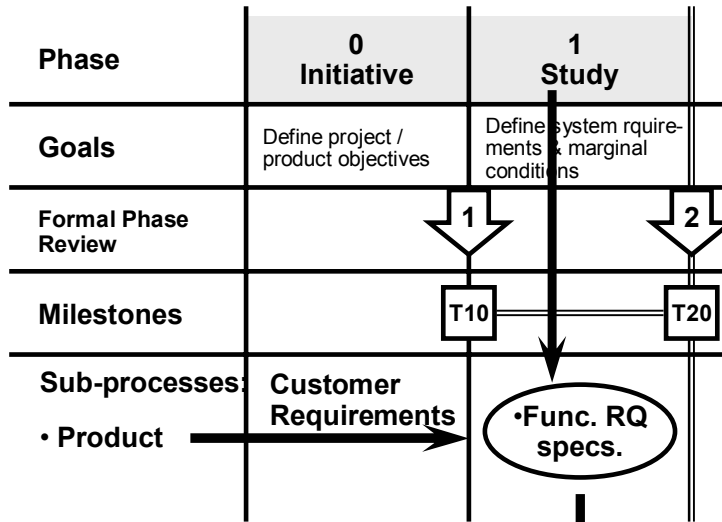 Phase
0
Initiative
1
Study
Goals
Define project /
product objectives
Define system rquire-
ments & marginal
conditions
Formal Phase
Review
1
2
Milestones
T10
T20
Sub-processes:
• Product
Customer
Requirements
•Func. RQ
specs.